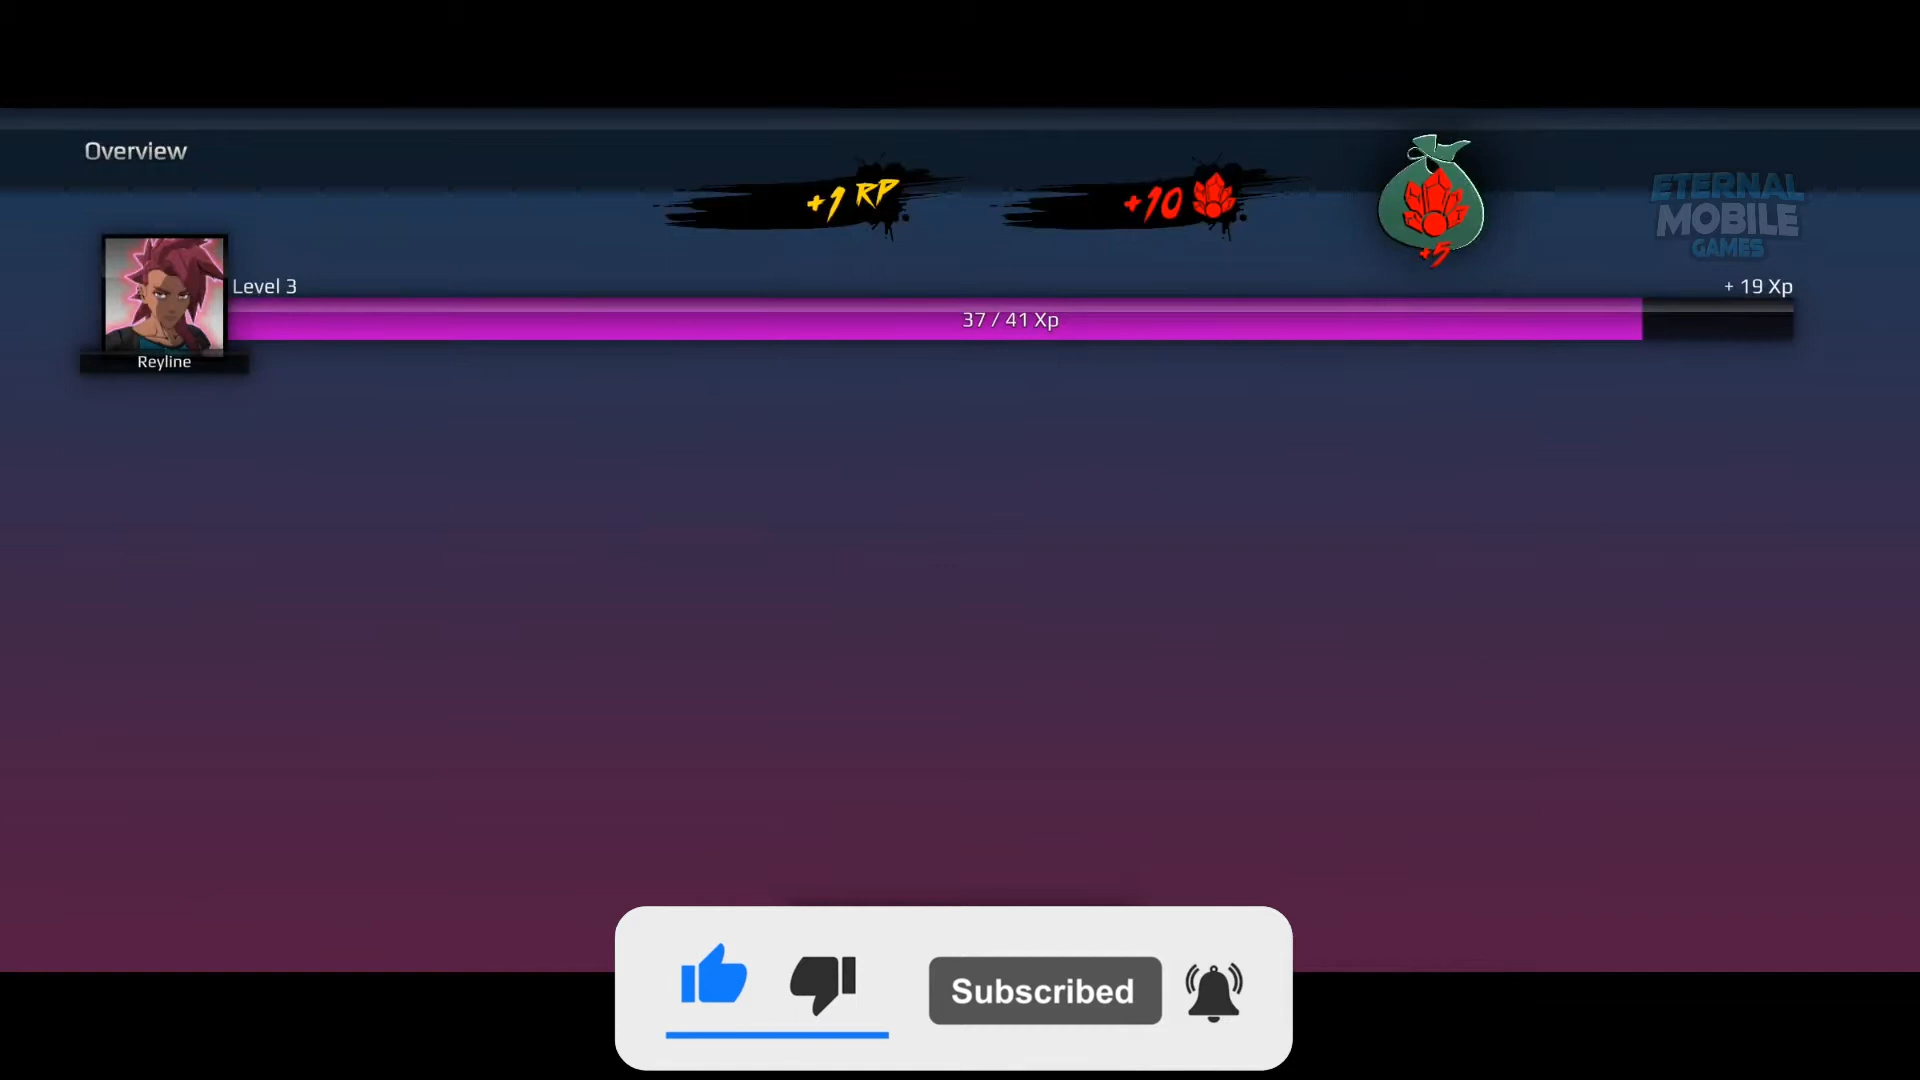 Overview
+1 RP
+10
+5
ETERNAL
MOBILE
GAMES
Level 3
+ 19 Xp
37 / 41 Xp
Reyline
Subscribed